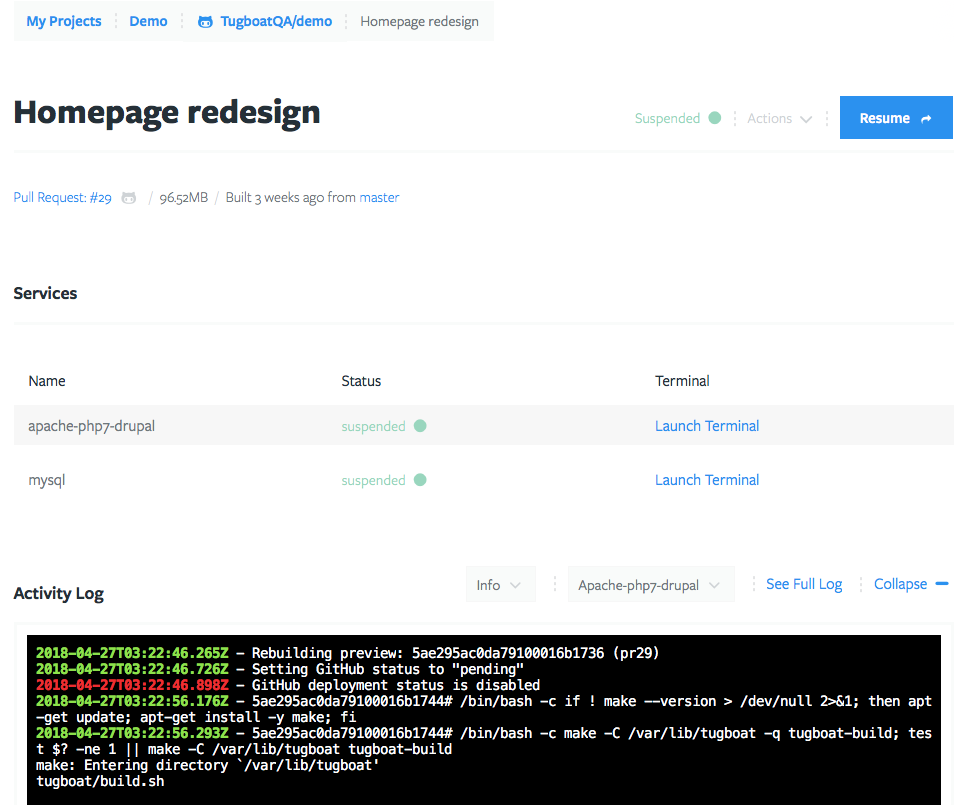 My Projects Demo TugboatQA/demo Homepage redesign
Homepage redesign
Suspended Actions Resume
Pull Request: #29 / 96.52MB / Built 3 weeks ago from master
Services
Name Status Terminal
apache-php7-drupal suspended Launch Terminal
mysql suspended Launch Terminal
Activity Log Info Apache-php7-drupal See Full Log Collapse
2018-04-27T03:22:46.265Z - Rebuilding preview: 5ae295ac0da79100016b1736 (pr29)
2018-04-27T03:22:46.726Z - Setting GitHub status to "pending"
2018-04-27T03:22:46.898Z - GitHub deployment status is disabled
2018-04-27T03:22:56.176Z - 5ae295ac0da79100016b1744# /bin/bash -c if ! make --version > /dev/null 2>&1; then apt
-get update; apt-get install -y make; fi
2018-04-27T03:22:56.293Z - 5ae295ac0da79100016b1744# /bin/bash -c make -C /var/lib/tugboat -q tugboat-build; tes
t $? -ne 1 || make -C /var/lib/tugboat tugboat-build
make: Entering directory `/var/lib/tugboat'
tugboat/build.sh